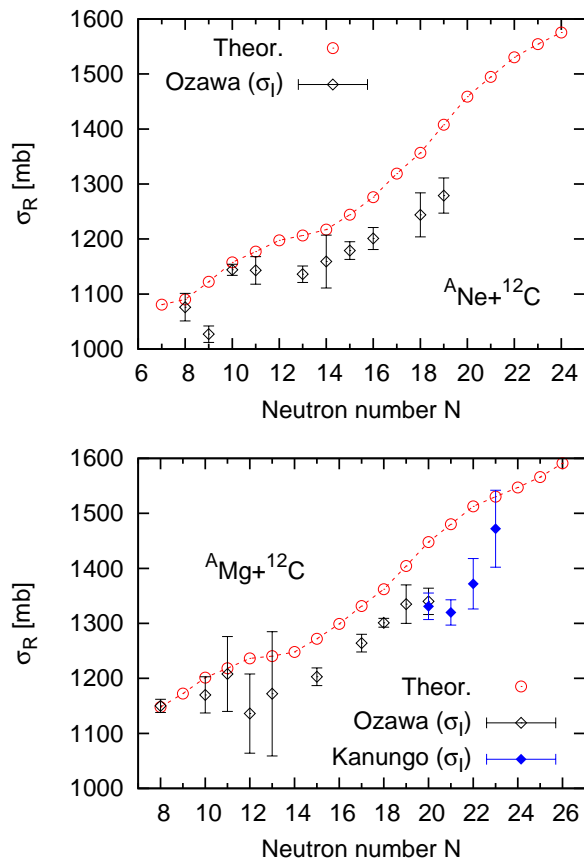 1600
1500
1400
1300
1200
1100
1000
σR [mb]
Theor.
Ozawa (σI)
ANe+12C
6 8 10 12 14 16 18 20 22 24 26
Neutron number N
1600
1500
1400
1300
1200
1100
1000
σR [mb]
AMg+12C
Theor.
Ozawa (σI)
Kanungo (σI)
8 10 12 14 16 18 20 22 24 26
Neutron number N